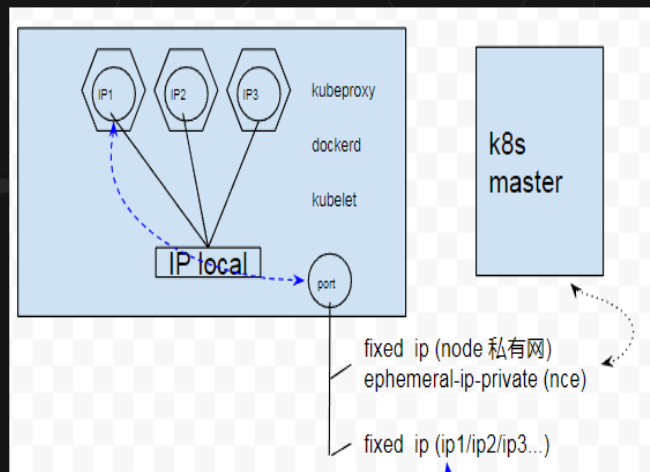 IP1
IP2
IP3
kubeproxy
dockerd
kubelet
IP local
port
k8s
master
fixed ip (node 私有网)
ephemeral-ip-private (nce)
fixed ip (ip1/ip2/ip3...)